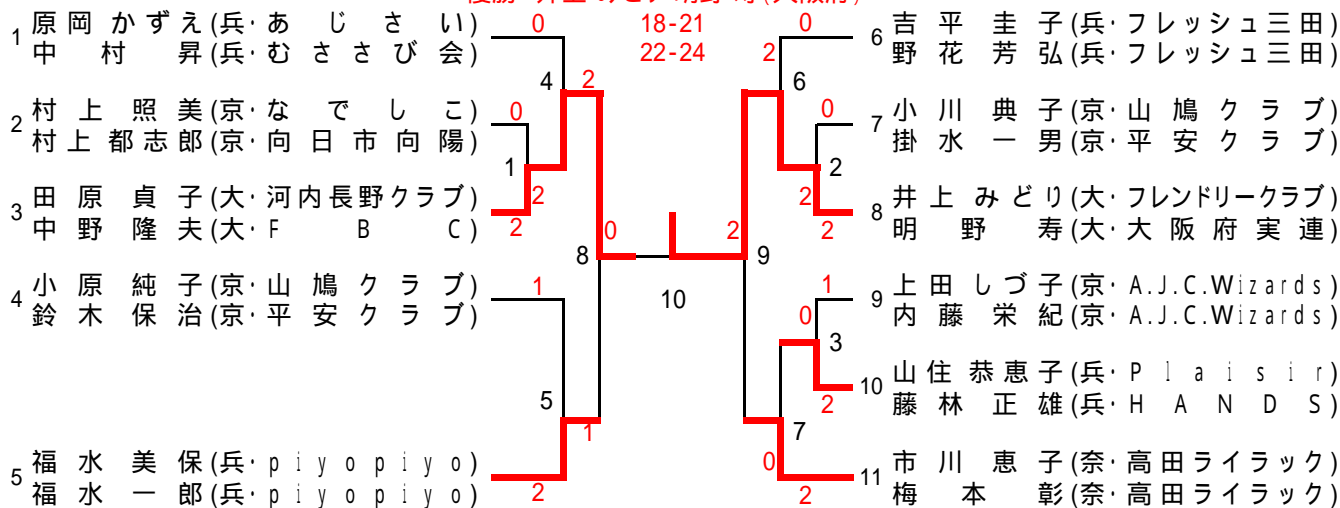 18-21
22-24
1 原岡かずえ(兵・あじさい)
中村昇(兵・むささび会)
0
4
2
2 村上照美(京・なでしこ)
村上都志郎(京・向日市向陽)
0
1
2
3 田原貞子(大・河内長野クラブ)
中野隆夫(大・FBC)
2
8
0
4 小原純子(京・山鳩クラブ)
鈴木保治(京・平安クラブ)
1
5
1
5 福水美保(兵・piyopiyo)
福水一郎(兵・piyopiyo)
2
10
0
6 吉平圭子(兵・フレッシュ三田)
野花芳弘(兵・フレッシュ三田)
2
6
0
7 小川典子(京・山鳩クラブ)
掛水一男(京・平安クラブ)
2
2
8 井上みどり(大・フレンドリークラブ)
明野寿(大・大阪府実連)
2
2
9
1
9 上田しづ子(京・A.J.C.Wizards)
内藤栄紀(京・A.J.C.Wizards)
0
3
10 山住恭恵子(兵・Plaisir)
藤林正雄(兵・HANDS)
2
7
0
11 市川恵子(奈・高田ライラック)
梅本彰(奈・高田ライラック)
2